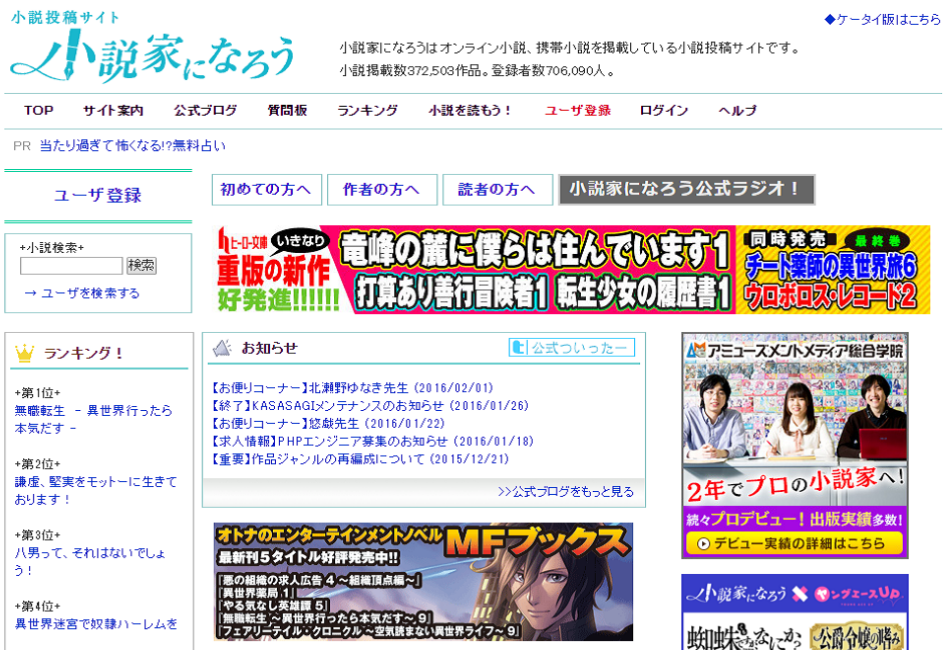 小説投稿サイト
◆ケータイ版はこちら
小説家になろう
小説家になろうはオンライン小説、携帯小説を掲載している小説投稿サイトです。
小説掲載数372,503作品。登録者数706,090人。
TOP サイト案内 公式ブログ 質問板 ランキング 小説を読もう! ユーザ登録 ログイン ヘルプ
PR 当たり過ぎて怖くなる!?無料占い
ユーザ登録
初めての方へ 作者の方へ 読者の方へ 小説家になろう公式ラジオ!
+小説検索+
検索
→ ユーザを検索する
ヒーロー文庫 いきなり
重版の新作
好発進!!!!!!
竜峰の麓に僕らは住んでいます1
打算あり善行冒険者1 転生少女の履歴書1
同時発売 最終巻
チート薬師の異世界旅6
ウロボロス・レコード2
ランキング!
+第1位+
無職転生 - 異世界行ったら
本気だす -
+第2位+
謙虚、堅実をモットーに生きて
おります!
+第3位+
八男って、それはないでしょ
う!
+第4位+
異世界迷宮で奴隷ハーレムを
お知らせ
公式ついったー
【お便りコーナー】北瀬野ゆなき先生 (2016/02/01)
【終了】KASASAGIメンテナンスのお知らせ (2016/01/26)
【お便りコーナー】悠戯先生 (2016/01/22)
【求人情報】PHPエンジニア募集のお知らせ (2016/01/18)
【重要】作品ジャンルの再編成について (2015/12/21)
>>公式ブログをもっと見る
オトナのエンターテインメントノベル
MFブックス
最新刊5タイトル好評発売中!!
『悪の組織の求人広告 4 ~組織頂点編~』
『異世界薬局 1』
『やる気なし英雄譚 5』
『無職転生 ~異世界行ったら本気だす~ 9』
『フェアリーテイル・クロニクル ~空気読まない異世界ライフ~ 9』
アミューズメントメディア総合学院
2年でプロの小説家へ!
続々プロデビュー!出版実績多数!
デビュー実績の詳細はこちら
小説家になろう × ヤングエースUP
蜘蛛ですが、なにか? 公爵令嬢の嗜み